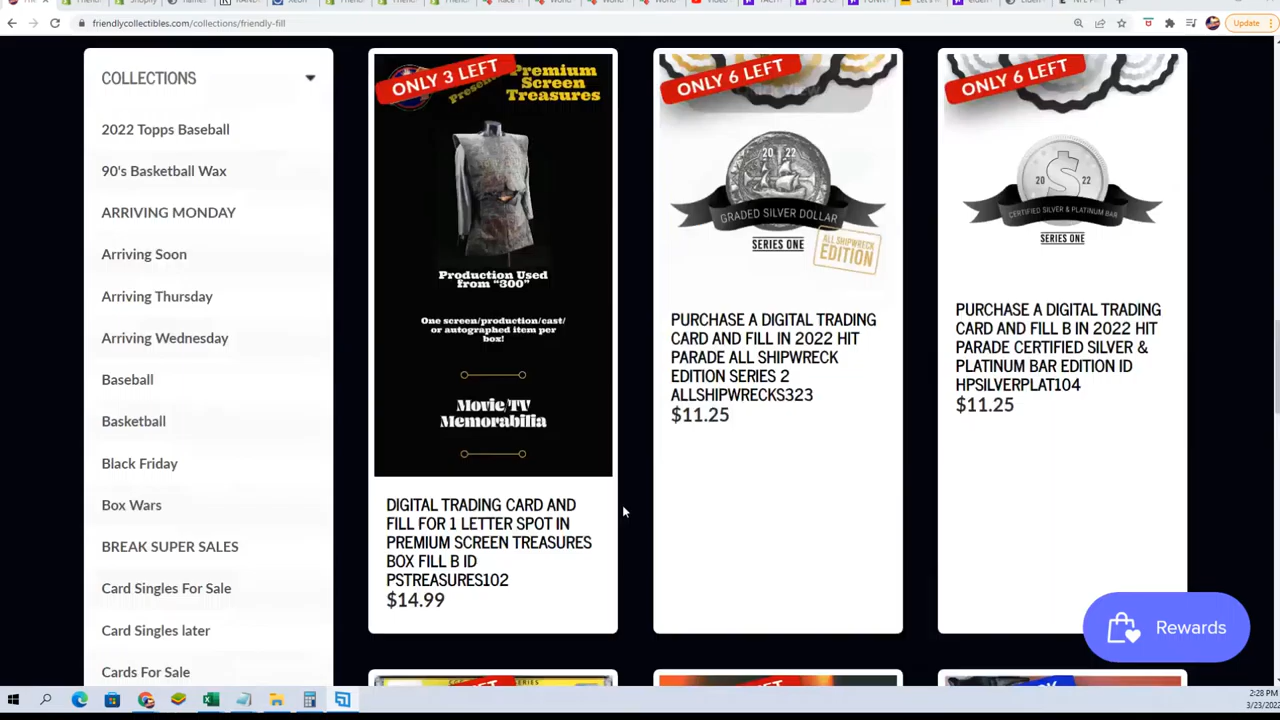 friendlycollectibles.com/collections/friendly-fill
Update
COLLECTIONS
2022 Topps Baseball
90's Basketball Wax
ARRIVING MONDAY
Arriving Soon
Arriving Thursday
Arriving Wednesday
Baseball
Basketball
Black Friday
Box Wars
BREAK SUPER SALES
Card Singles For Sale
Card Singles later
Cards For Sale
ONLY 3 LEFT
Premium
Screen
Treasures
Production Used
from "300"
One screen/production/cast/
or autographed item per
box!
Movie/TV
Memorabilia
DIGITAL TRADING CARD AND
FILL FOR 1 LETTER SPOT IN
PREMIUM SCREEN TREASURES
BOX FILL B ID
PSTREASURES102
$14.99
ONLY 6 LEFT
20 22
GRADED SILVER DOLLAR
SERIES ONE
ALL SHIPWRECK
EDITION
PURCHASE A DIGITAL TRADING
CARD AND FILL IN 2022 HIT
PARADE ALL SHIPWRECK
EDITION SERIES 2
ALLSHIPWRECKS323
$11.25
ONLY 6 LEFT
20 $ 22
CERTIFIED SILVER & PLATINUM BAR
SERIES ONE
PURCHASE A DIGITAL TRADING
CARD AND FILL B IN 2022 HIT
PARADE CERTIFIED SILVER &
PLATINUM BAR EDITION ID
HPSILVERPLAT104
$11.25
Rewards
2:28 PM